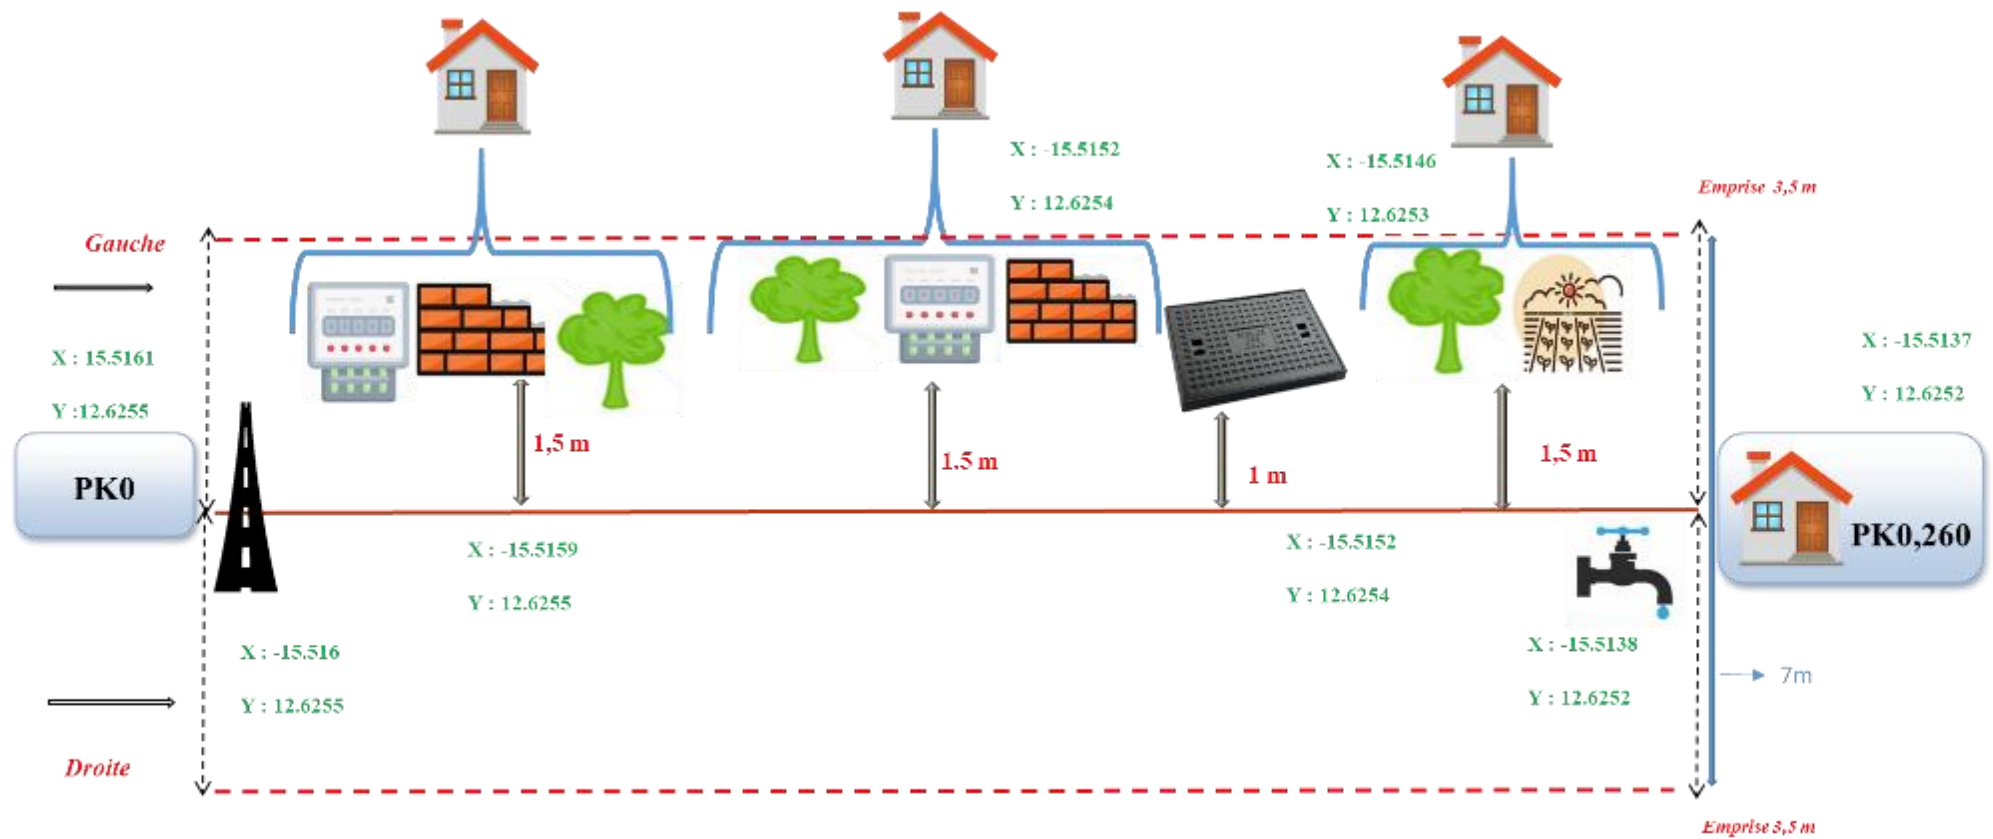 X : -15.5152
Y : 12.6254
X : -15.5146
Y : 12.6253
Emprise 3,5 m
Gauche
X : 15.5161
Y :12.6255
X : -15.5137
Y : 12.6252
PK0
1,5 m
1,5 m
1 m
1,5 m
PK0,260
X : -15.5159
Y : 12.6255
X : -15.5152
Y : 12.6254
X : -15.516
Y : 12.6255
X : -15.5138
Y : 12.6252
7m
Droite
Emprise 3,5 m